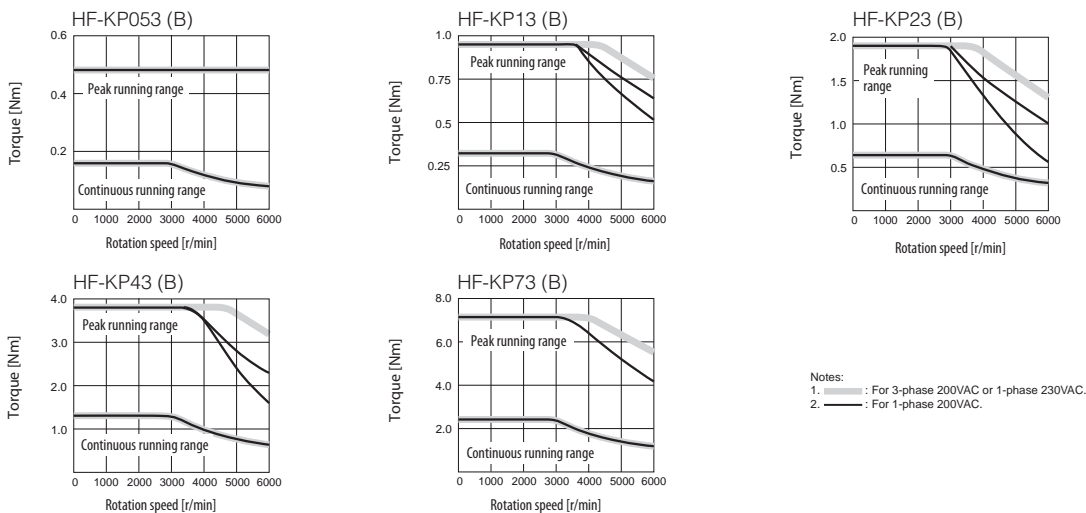 HF-KP053 (B)
0.6
0.4
0.2
Torque [Nm]
Peak running range
Continuous running range
0 1000 2000 3000 4000 5000 6000
Rotation speed [r/min]
HF-KP13 (B)
1.0
0.75
0.5
0.25
Torque [Nm]
Peak running range
Continuous running range
0 1000 2000 3000 4000 5000 6000
Rotation speed [r/min]
HF-KP23 (B)
2.0
1.5
1.0
0.5
Torque [Nm]
Peak running
range
Continuous running range
0 1000 2000 3000 4000 5000 6000
Rotation speed [r/min]
HF-KP43 (B)
4.0
3.0
2.0
1.0
Torque [Nm]
Peak running range
Continuous running range
0 1000 2000 3000 4000 5000 6000
Rotation speed [r/min]
HF-KP73 (B)
8.0
6.0
4.0
2.0
Torque [Nm]
Peak running range
Continuous running range
0 1000 2000 3000 4000 5000 6000
Rotation speed [r/min]
Notes:
1. : For 3-phase 200VAC or 1-phase 230VAC.
2. : For 1-phase 200VAC.